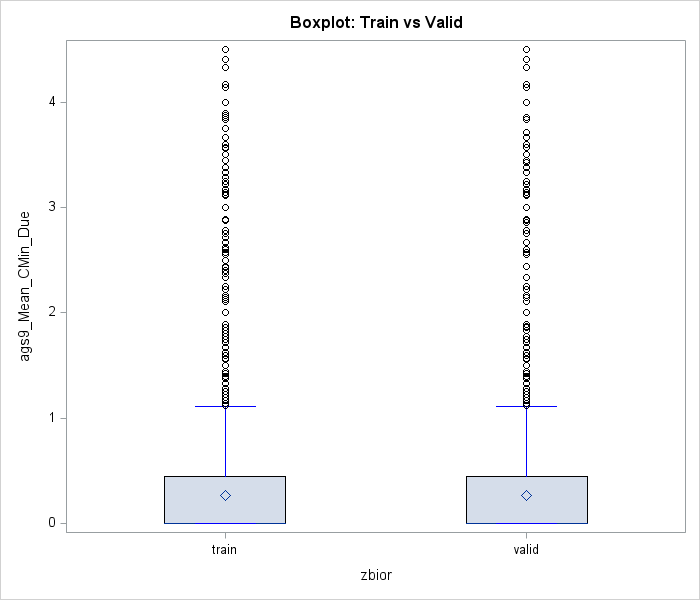 Boxplot: Train vs Valid
4
3
2
1
0
ags9_Mean_CMin_Due
train
valid
zbior